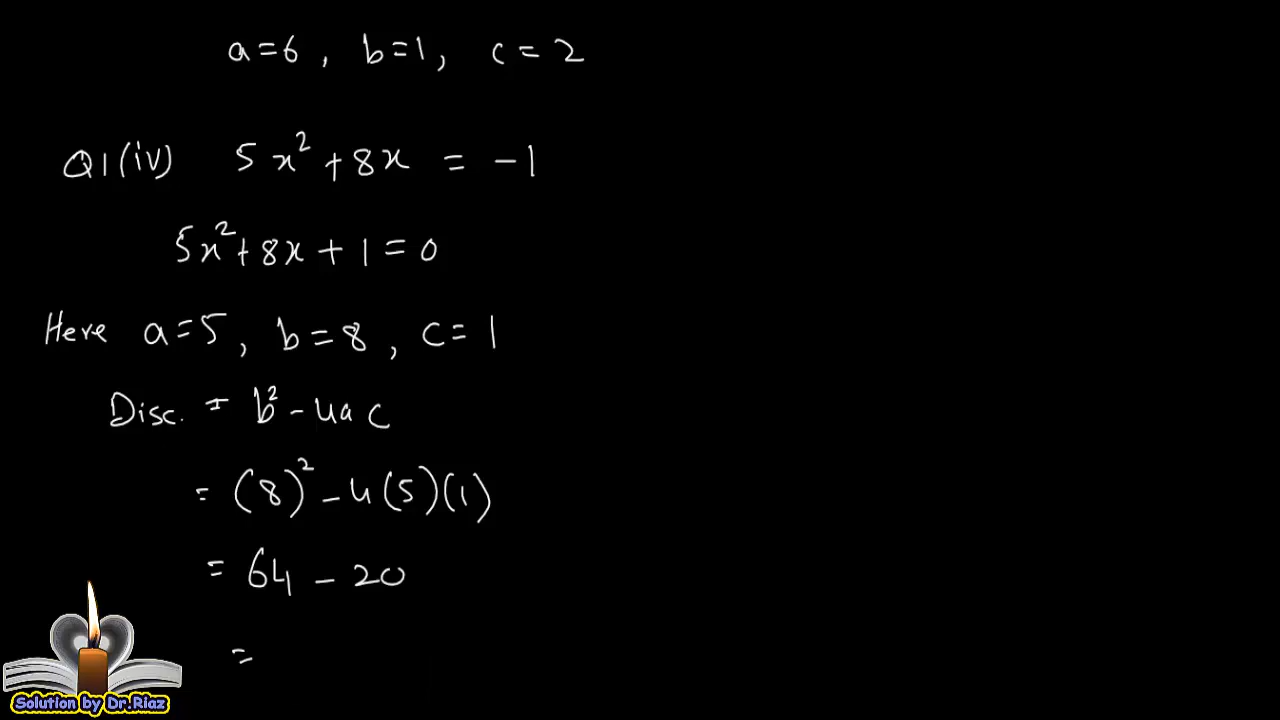 a=6, b=1, c=2
Q1(iv) 5x²+8x = -1
5x²+8x+1=0
Here a=5, b=8, c=1
Disc. = b²-4ac
= (8)²-4(5)(1)
= 64-20
=
Solution by Dr.Riaz